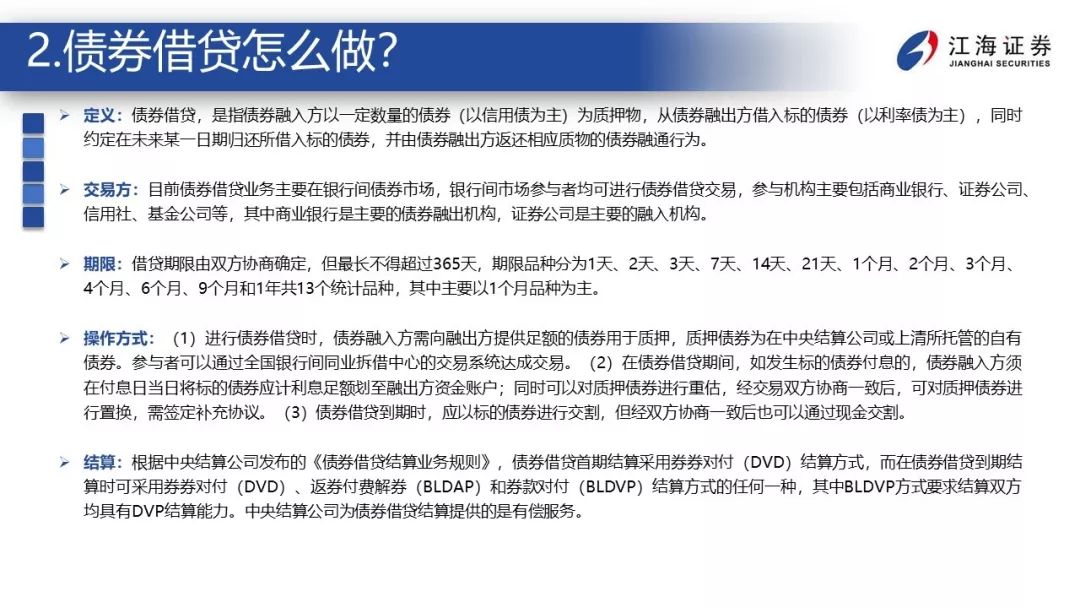 2.债券借贷怎么做？
江海证券
JIANGHAI SECURITIES
➢ 定义：债券借贷，是指债券融入方以一定数量的债券（以信用债为主）为质押物，从债券融出方借入标的债券（以利率债为主），同时
约定在未来某一日期归还所借入标的债券，并由债券融出方返还相应质物的债券融通行为。
➢ 交易方：目前债券借贷业务主要在银行间债券市场，银行间市场参与者均可进行债券借贷交易，参与机构主要包括商业银行、证券公司、
信用社、基金公司等，其中商业银行是主要的债券融出机构，证券公司是主要的融入机构。
➢ 期限：借贷期限由双方协商确定，但最长不得超过365天，期限品种分为1天、2天、3天、7天、14天、21天、1个月、2个月、3个月、
4个月、6个月、9个月和1年共13个统计品种，其中主要以1个月品种为主。
➢ 操作方式：（1）进行债券借贷时，债券融入方需向融出方提供足额的债券用于质押，质押债券为在中央结算公司或上清所托管的自有
债券。参与者可以通过全国银行间同业拆借中心的交易系统达成交易。（2）在债券借贷期间，如发生标的债券付息的，债券融入方须
在付息日当日将标的债券应计利息足额划至融出方资金账户；同时可以对质押债券进行重估，经交易双方协商一致后，可对质押债券进
行置换，需签定补充协议。（3）债券借贷到期时，应以标的债券进行交割，但经双方协商一致后也可以通过现金交割。
➢ 结算：根据中央结算公司发布的《债券借贷结算业务规则》，债券借贷首期结算采用券券对付（DVD）结算方式，而在债券借贷到期结
算时可采用券券对付（DVD）、返券付费解券（BLDAP）和券款对付（BLDVP）结算方式的任何一种，其中BLDVP方式要求结算双方
均具有DVP结算能力。中央结算公司为债券借贷结算提供的是有偿服务。